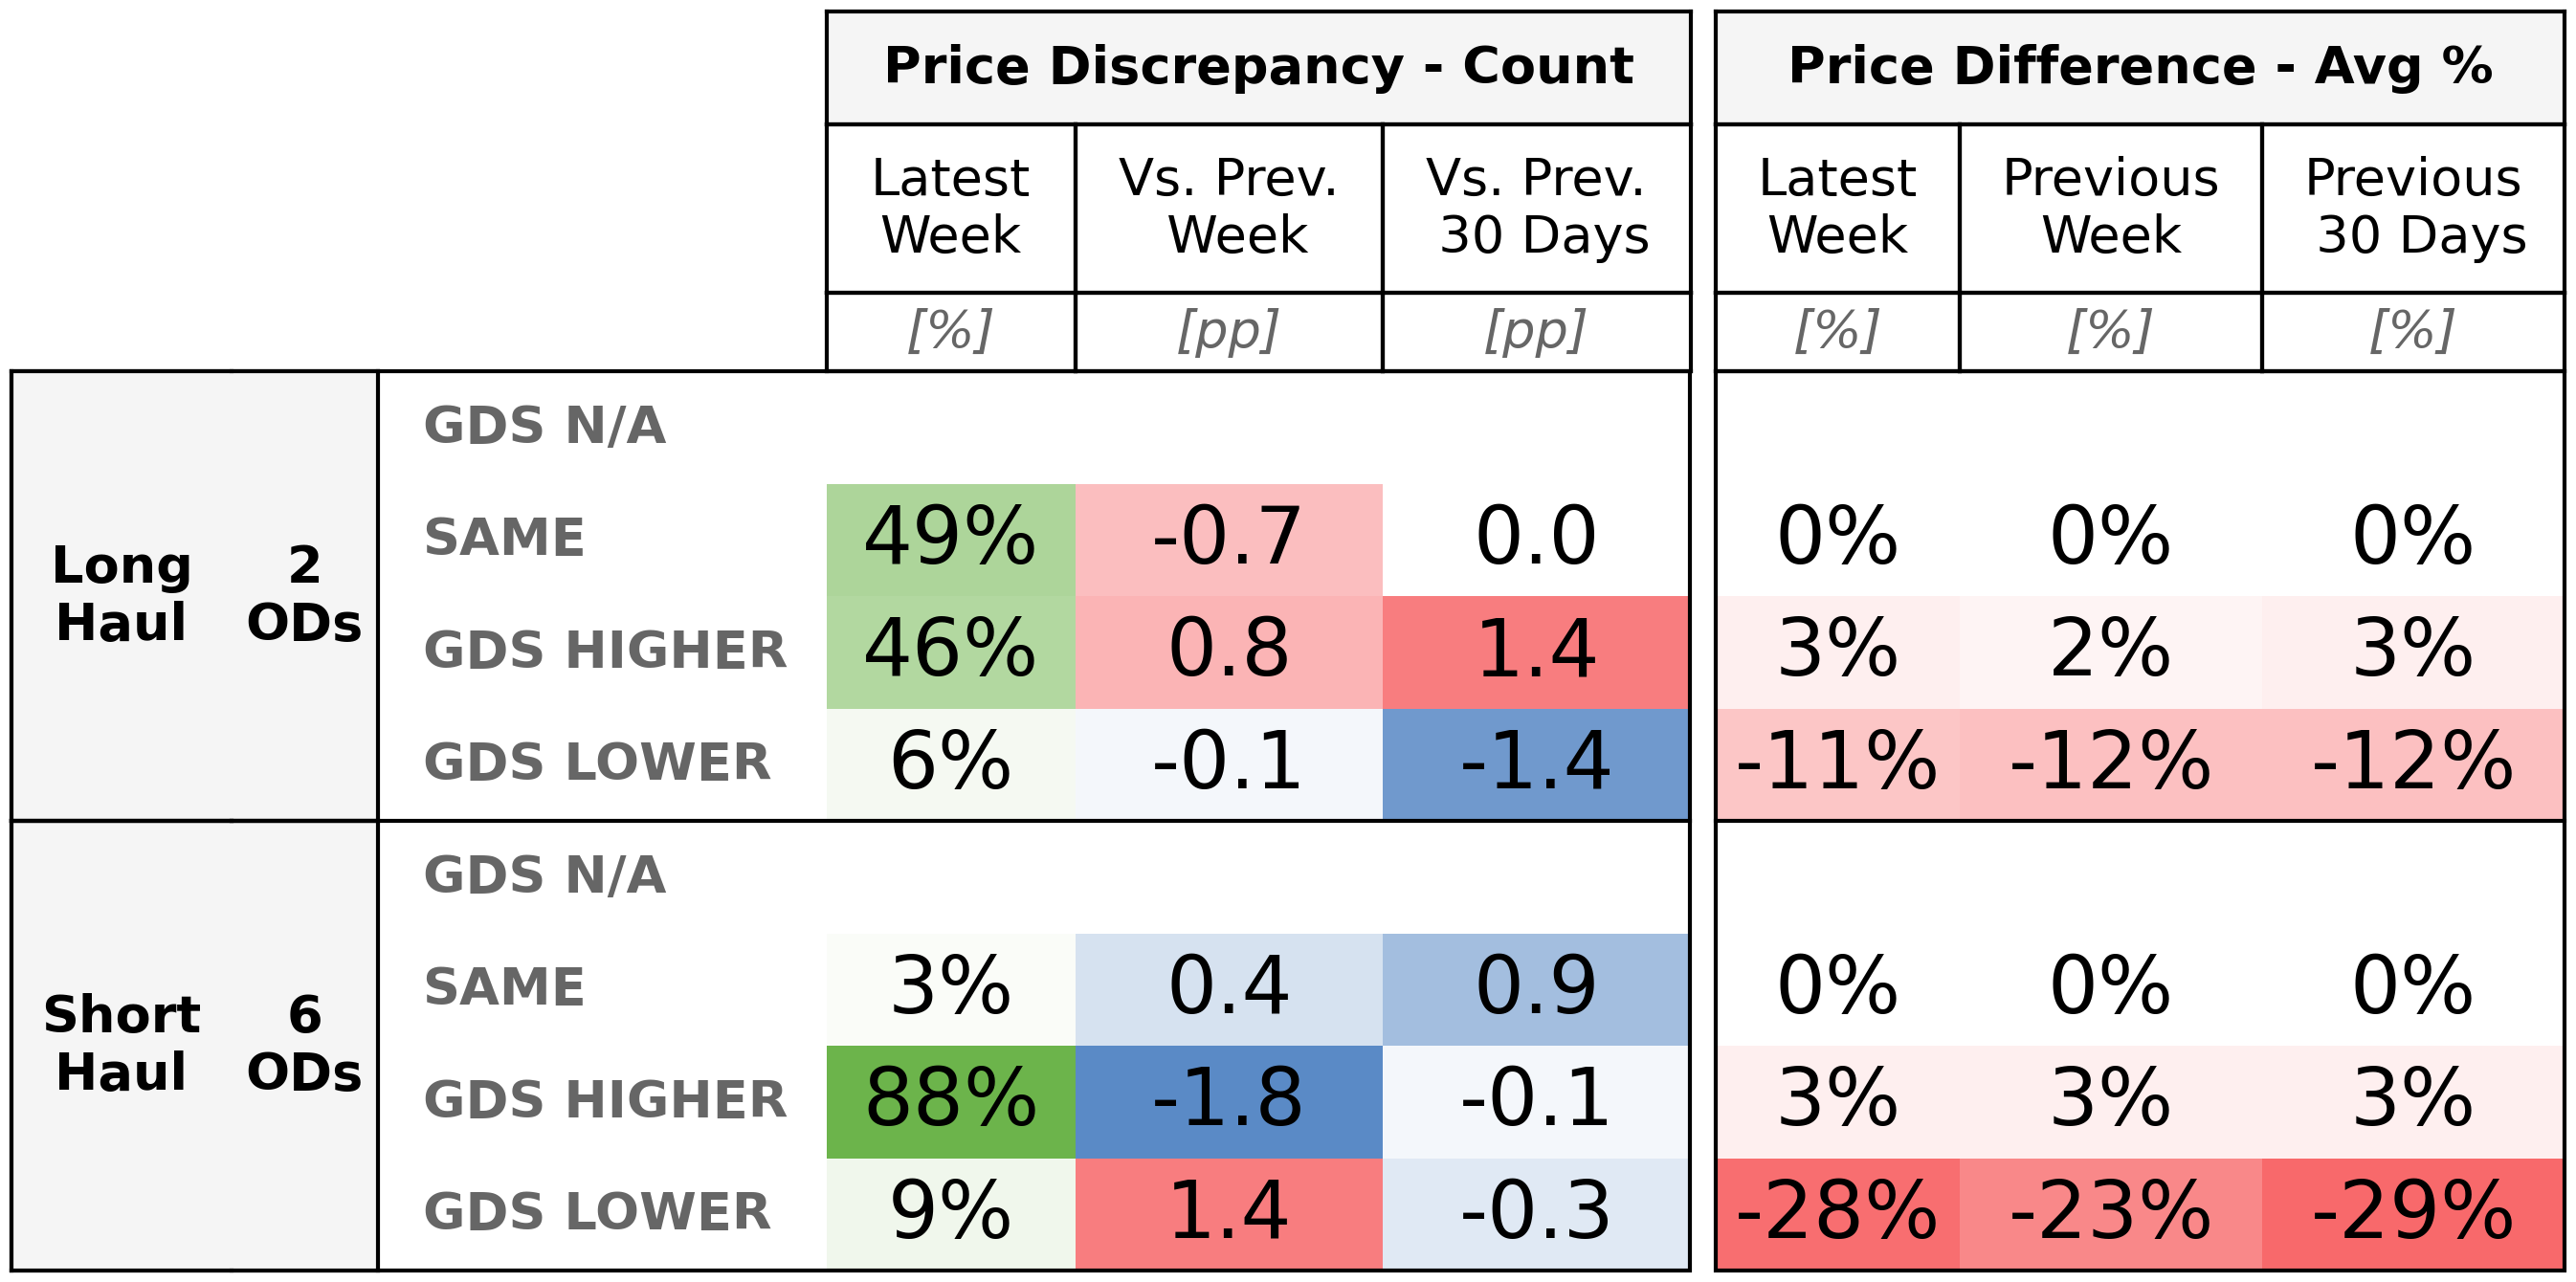 Price Discrepancy - Count Price Difference - Avg %
Latest Week Vs. Prev. Week Vs. Prev. 30 Days Latest Week Previous Week Previous 30 Days
[%] [pp] [pp] [%] [%] [%]
Long Haul 2 ODs
GDS N/A
SAME 49% -0.7 0.0 0% 0% 0%
GDS HIGHER 46% 0.8 1.4 3% 2% 3%
GDS LOWER 6% -0.1 -1.4 -11% -12% -12%
Short Haul 6 ODs
GDS N/A
SAME 3% 0.4 0.9 0% 0% 0%
GDS HIGHER 88% -1.8 -0.1 3% 3% 3%
GDS LOWER 9% 1.4 -0.3 -28% -23% -29%